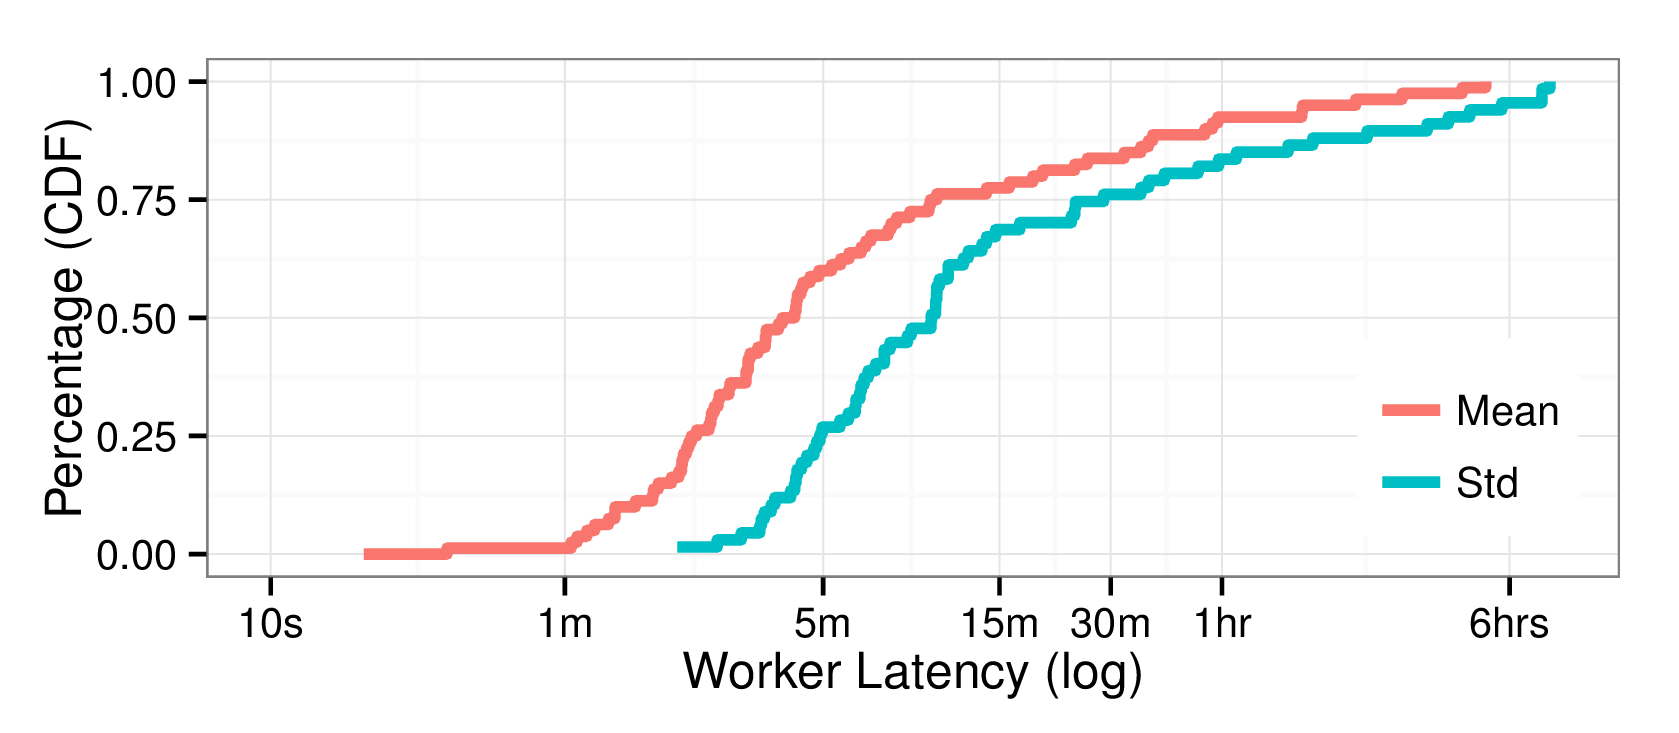 Percentage (CDF)
1.00
0.75
0.50
0.25
0.00
Mean
Std
10s 1m 5m 15m 30m 1hr 6hrs
Worker Latency (log)